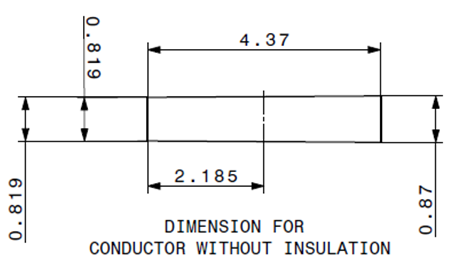 0.819
4.37
0.819
2.185
0.87
DIMENSION FOR
CONDUCTOR WITHOUT INSULATION